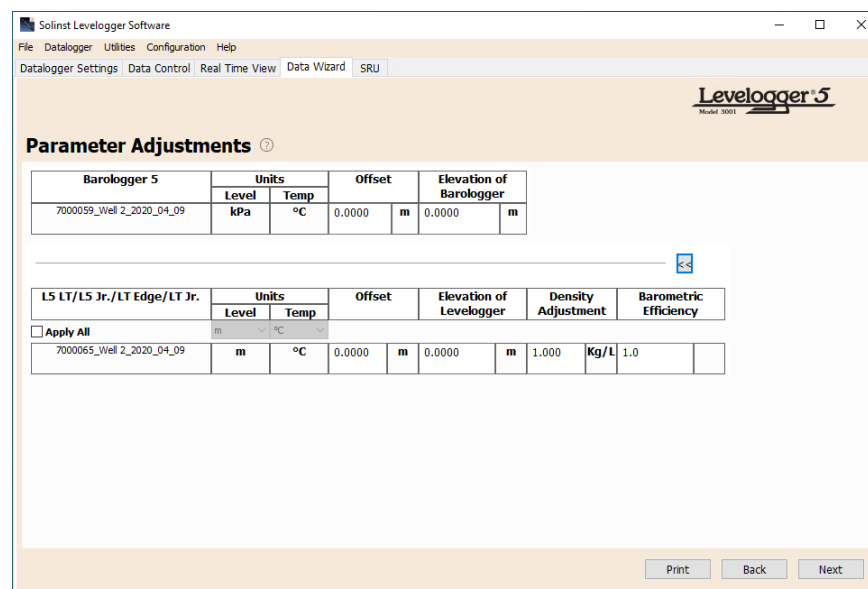 Solinst Levelogger Software
File Datalogger Utilities Configuration Help
Datalogger Settings Data Control Real Time View Data Wizard SRU
Levelogger 5
Model 3001
Parameter Adjustments ?
Barologger 5 Units Offset Elevation of Barologger
Level Temp
7000059_Well 2_2020_04_09 kPa °C 0.0000 m 0.0000 m
<<
L5 LT/L5 Jr./LT Edge/LT Jr. Units Offset Elevation of Levelogger Density Adjustment Barometric Efficiency
Level Temp
Apply All m °C
7000065_Well 2_2020_04_09 m °C 0.0000 m 0.0000 m 1.000 Kg/L 1.0
Print Back Next